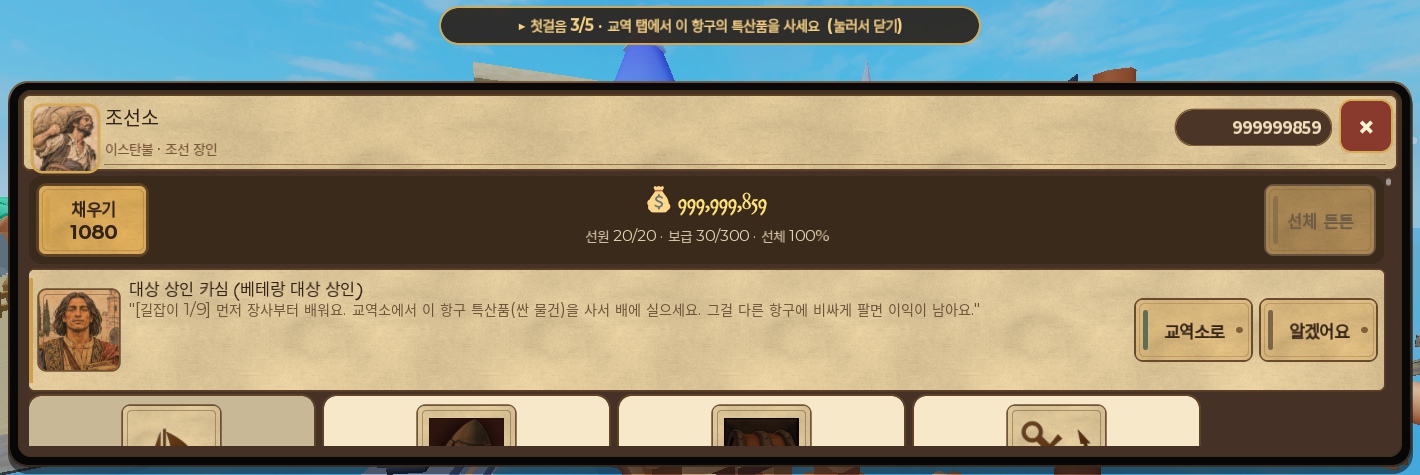 ▸ 첫걸음 3/5 · 교역 탭에서 이 항구의 특산품을 사세요 (눌러서 닫기)
조선소
이스탄불 · 조선 장인
999999859
×
채우기
1080
999,999,859
선원 20/20 · 보급 30/300 · 선체 100%
선체 튼튼
대상 상인 카심 (베테랑 대상 상인)
"[길잡이 1/9] 먼저 장사부터 배워요. 교역소에서 이 항구 특산품(싼 물건)을 사서 배에 실으세요. 그걸 다른 항구에 비싸게 팔면 이익이 남아요."
교역소로
알겠어요